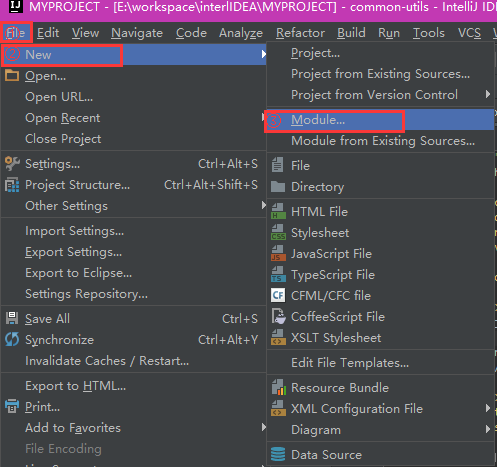 IJ MYPROJECT - [E:\workspace\interlIDEA\MYPROJECT] - common-utils - IntelliJ IDE
File Edit View Navigate Code Analyze Refactor Build Run Tools VCS
New
Open...
Open URL...
Open Recent
Close Project
Settings... Ctrl+Alt+S
Project Structure... Ctrl+Alt+Shift+S
Other Settings
Import Settings...
Export Settings...
Export to Eclipse...
Settings Repository...
Save All Ctrl+S
Synchronize Ctrl+Alt+Y
Invalidate Caches / Restart...
Export to HTML...
Print...
Add to Favorites
File Encoding
Project...
Project from Existing Sources...
Project from Version Control
Module...
Module from Existing Sources...
File
Directory
HTML File
Stylesheet
JavaScript File
TypeScript File
CFML/CFC file
CoffeeScript File
XSLT Stylesheet
Edit File Templates...
Resource Bundle
XML Configuration File
Diagram
Data Source